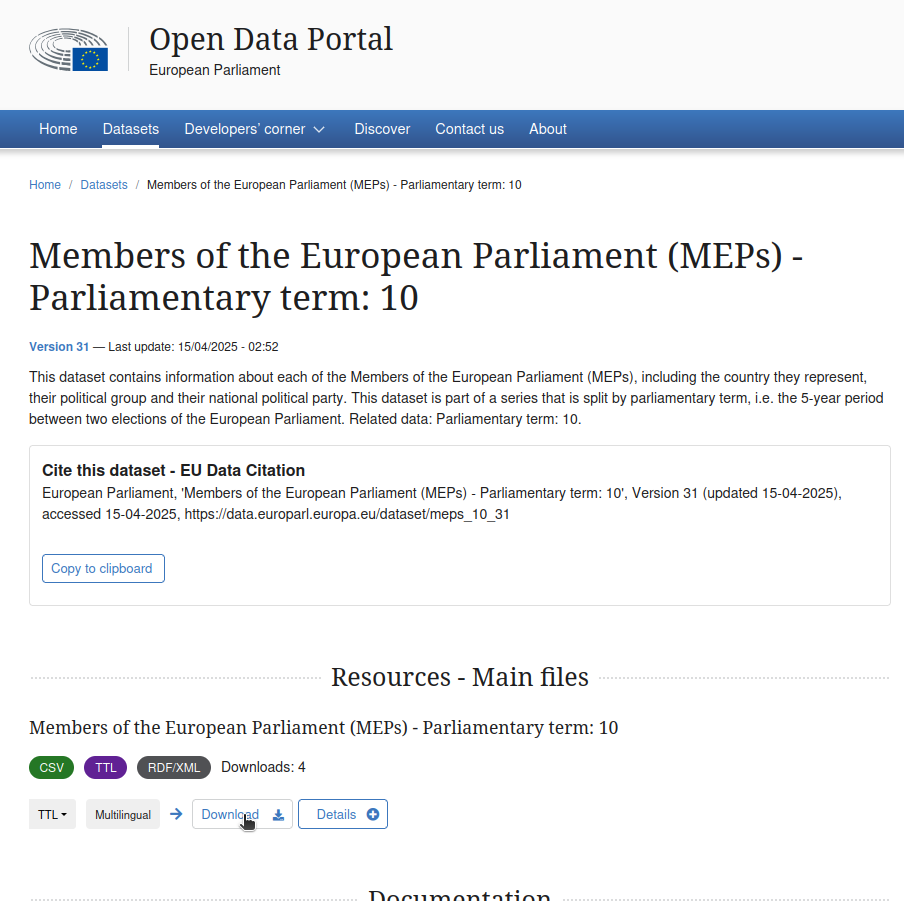 Open Data Portal
European Parliament
Home Datasets Developers’ corner Discover Contact us About
Home / Datasets / Members of the European Parliament (MEPs) - Parliamentary term: 10
Members of the European Parliament (MEPs) -
Parliamentary term: 10
Version 31 — Last update: 15/04/2025 - 02:52
This dataset contains information about each of the Members of the European Parliament (MEPs), including the country they represent,
their political group and their national political party. This dataset is part of a series that is split by parliamentary term, i.e. the 5-year period
between two elections of the European Parliament. Related data: Parliamentary term: 10.
Cite this dataset - EU Data Citation
European Parliament, 'Members of the European Parliament (MEPs) - Parliamentary term: 10', Version 31 (updated 15-04-2025),
accessed 15-04-2025, https://data.europarl.europa.eu/dataset/meps_10_31
Copy to clipboard
Resources - Main files
Members of the European Parliament (MEPs) - Parliamentary term: 10
CSV TTL RDF/XML Downloads: 4
TTL Multilingual Download Details
Documentation